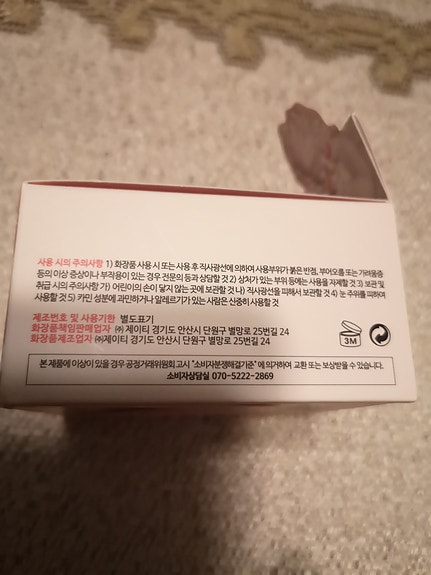 사용 시의 주의사항 1) 화장품 사용 시 또는 사용 후 직사광선에 의하여 사용부위가 붉은 반점, 부어오름 또는 가려움증
등의 이상 증상이나 부작용이 있는 경우 전문의 등과 상담할 것 2) 상처가 있는 부위 등에는 사용을 자제할 것 3) 보관 및
취급 시의 주의사항 가) 어린이의 손이 닿지 않는 곳에 보관할 것 나) 직사광선을 피해서 보관할 것 4) 눈 주위를 피하여
사용할 것 5) 카민 성분에 과민하거나 알레르기가 있는 사람은 신중히 사용할 것
제조번호 및 사용기한 별도표기
화장품책임판매업자 ㈜ 제이티 경기도 안산시 단원구 별망로 25번길 24
화장품제조업자 ㈜제이티 경기도 안산시 단원구 별망로 25번길 24
3M
본 제품에 이상이 있을 경우 공정거래위원회 고시 "소비자분쟁해결기준" 에 의거하여 교환 또는 보상받을 수 있습니다.
소비자상담실 070-5222-2869